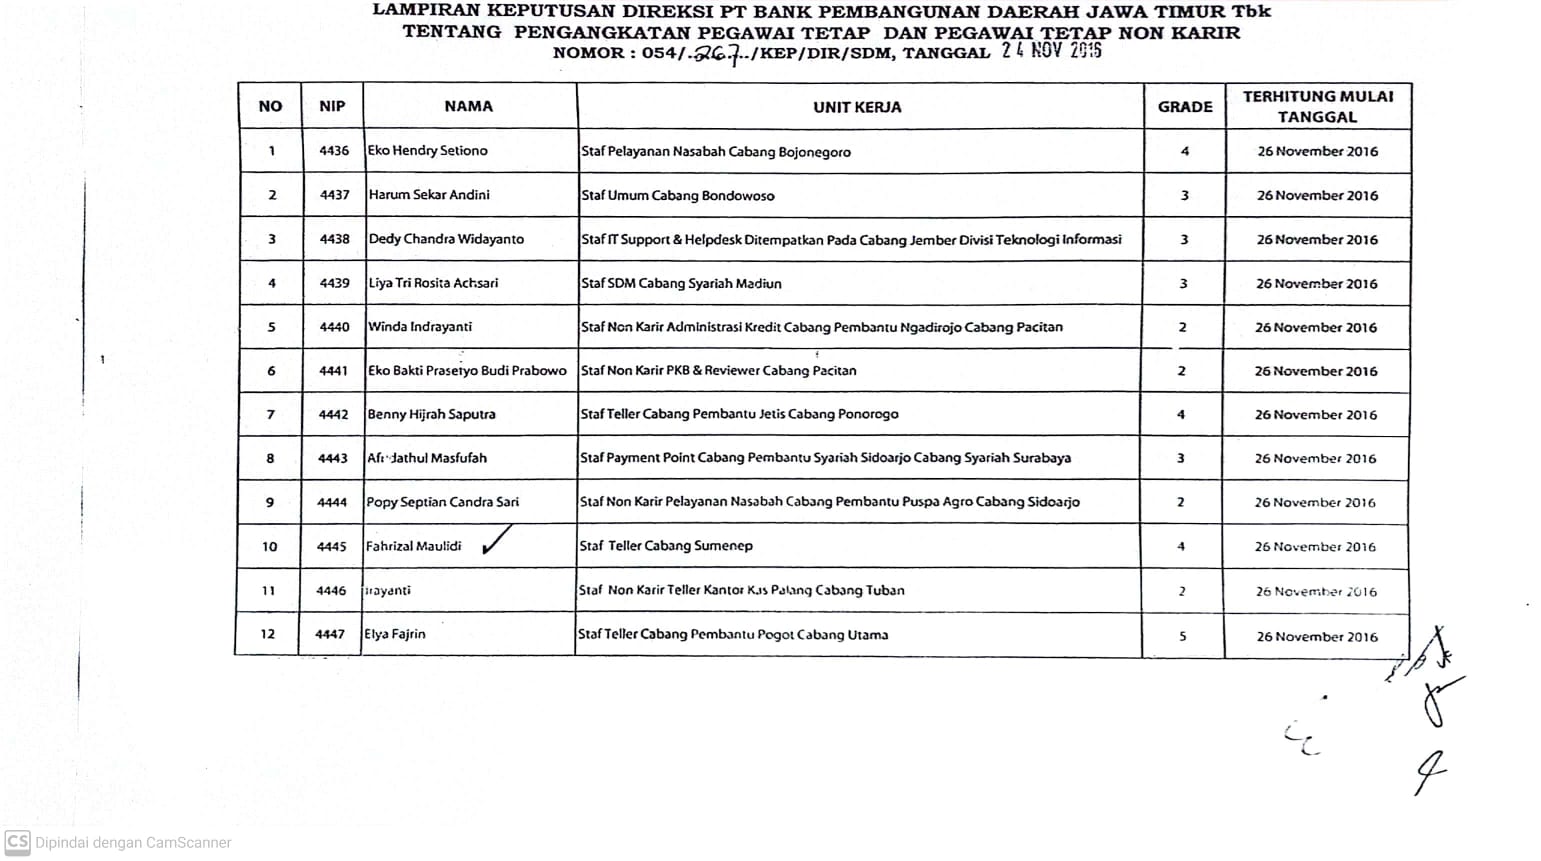 LAMPIRAN KEPUTUSAN DIREKSI PT BANK PEMBANGUNAN DAERAH JAWA TIMUR Tbk
TENTANG PENGANGKATAN PEGAWAI TETAP DAN PEGAWAI TETAP NON KARIR
NOMOR : 054/.267../KEP/DIR/SDM, TANGGAL 24 NOV 2016
NO NIP NAMA UNIT KERJA GRADE TERHITUNG MULAI TANGGAL
1 4436 Eko Hendry Setiono Staf Pelayanan Nasabah Cabang Bojonegoro 4 26 November 2016
2 4437 Harum Sekar Andini Staf Umum Cabang Bondowoso 3 26 November 2016
3 4438 Dedy Chandra Widayanto Staf IT Support & Helpdesk Ditempatkan Pada Cabang Jember Divisi Teknologi Informasi 3 26 November 2016
4 4439 Liya Tri Rosita Achsari Staf SDM Cabang Syariah Madiun 3 26 November 2016
5 4440 Winda Indrayanti Staf Non Karir Administrasi Kredit Cabang Pembantu Ngadirojo Cabang Pacitan 2 26 November 2016
6 4441 Eko Bakti Prasetyo Budi Prabowo Staf Non Karir PKB & Reviewer Cabang Pacitan 2 26 November 2016
7 4442 Benny Hijrah Saputra Staf Teller Cabang Pembantu Jetis Cabang Ponorogo 4 26 November 2016
8 4443 Masfufah Staf Payment Point Cabang Pembantu Syariah Sidoarjo Cabang Syariah Surabaya 3 26 November 2016
9 4444 Popy Septian Candra Sari Staf Non Karir Pelayanan Nasabah Cabang Pembantu Puspa Agro Cabang Sidoarjo 2 26 November 2016
10 4445 Fahrizal Maulidi Staf Teller Cabang Sumenep 4 26 November 2016
11 4446 Staf Non Karir Teller Kantor Kas Palang Cabang Tuban 2 26 November 2016
12 4447 Elya Fajrin Staf Teller Cabang Pembantu Pogot Cabang Utama 5 26 November 2016
CS Dipindai dengan CamScanner